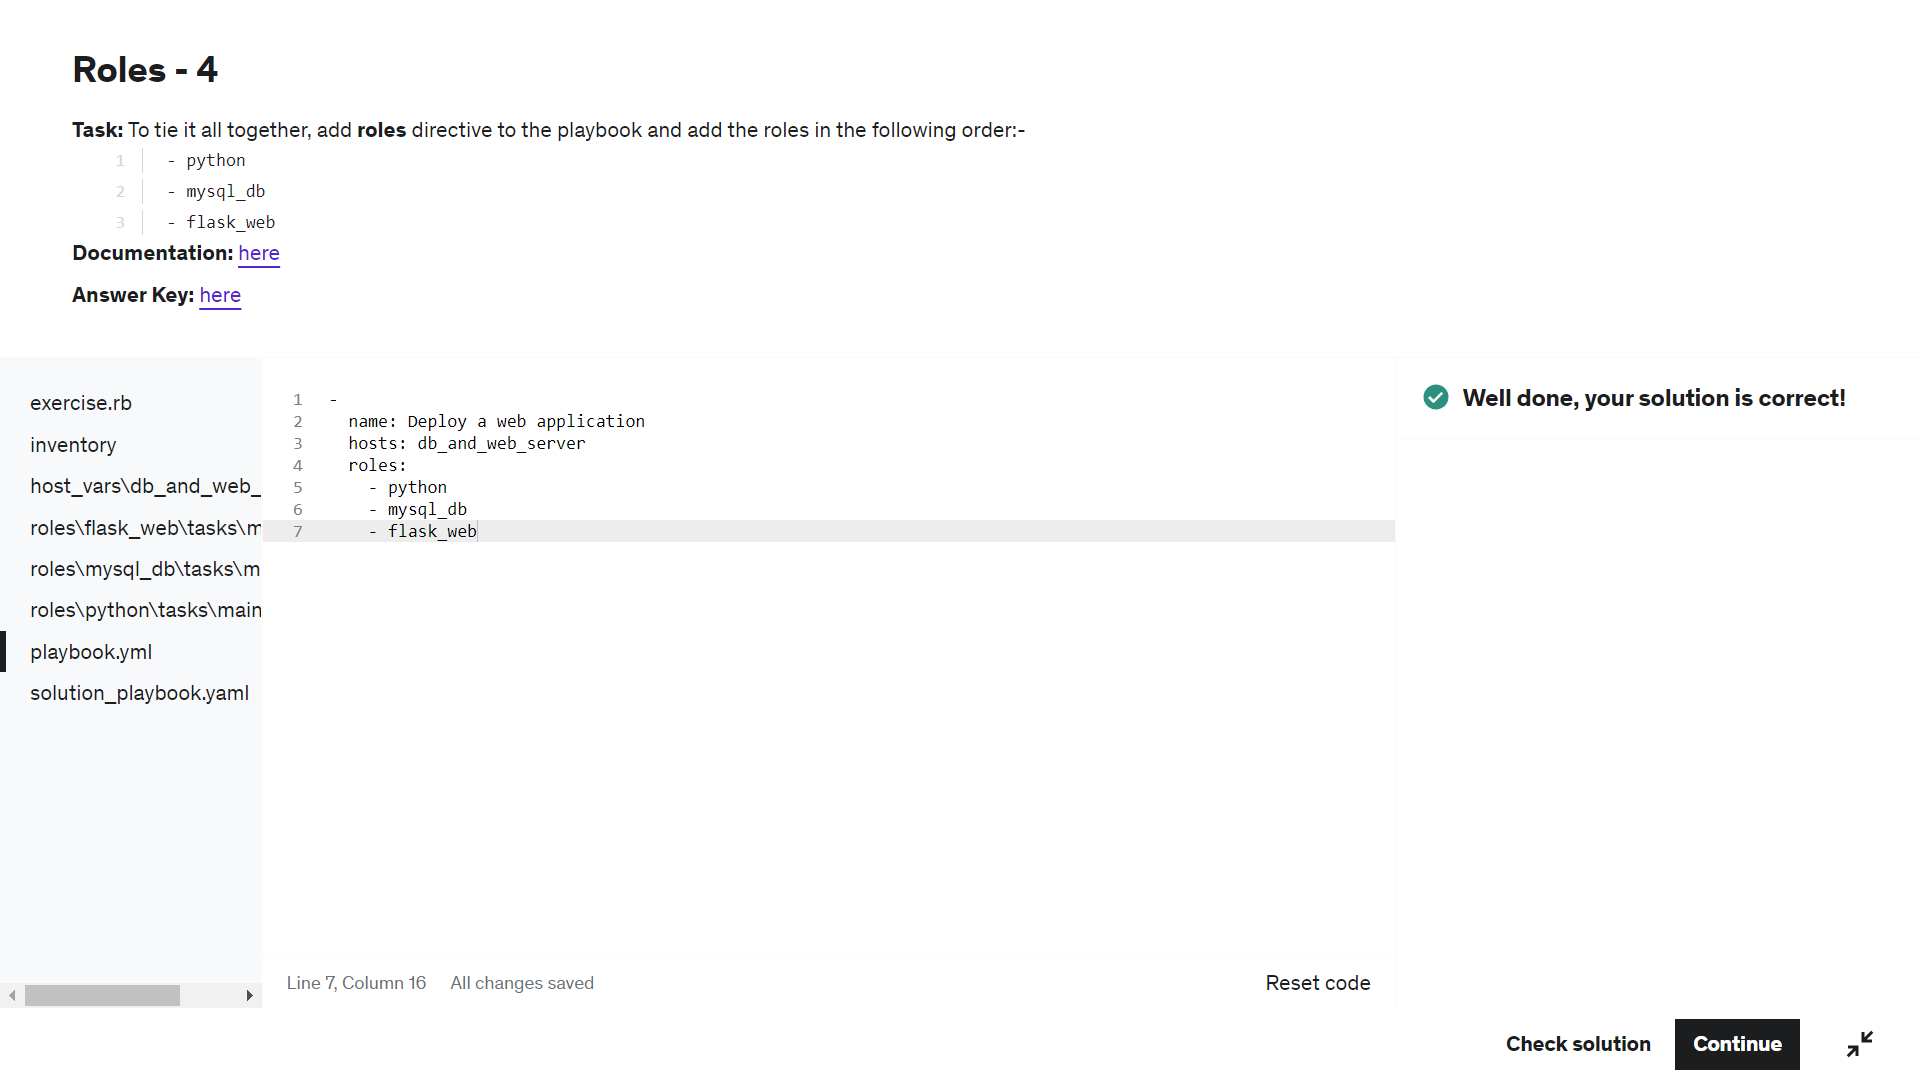 Roles - 4
Task: To tie it all together, add roles directive to the playbook and add the roles in the following order:-
1 - python
2 - mysql_db
3 - flask_web
Documentation: here
Answer Key: here
exercise.rb
inventory
host_vars\db_and_web_
roles\flask_web\tasks\m
roles\mysql_db\tasks\m
roles\python\tasks\main
playbook.yml
solution_playbook.yaml
1 -
2 name: Deploy a web application
3 hosts: db_and_web_server
4 roles:
5 - python
6 - mysql_db
7 - flask_web
Line 7, Column 16 All changes saved
Reset code
Well done, your solution is correct!
Check solution
Continue